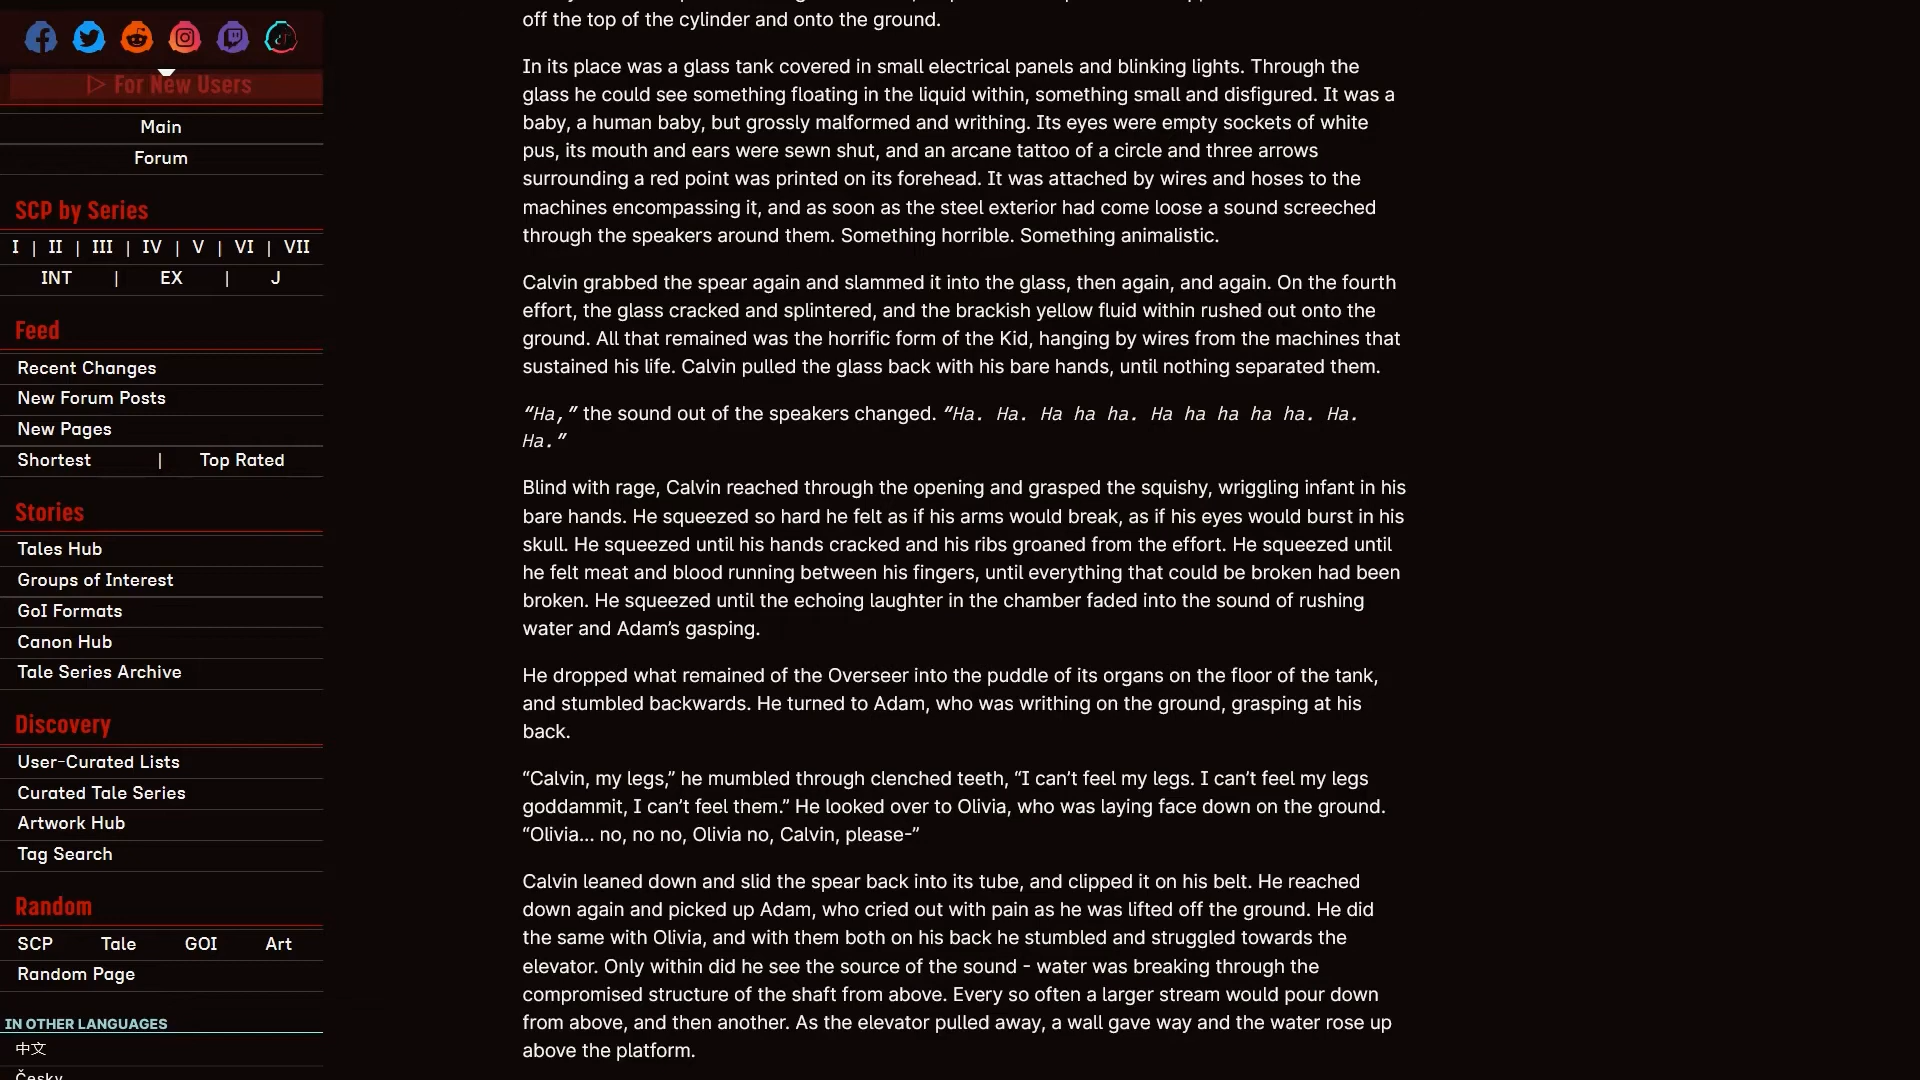 ▷ For New Users
Main
Forum
SCP by Series
I | II | III | IV | V | VI | VII
INT | EX | J
Feed
Recent Changes
New Forum Posts
New Pages
Shortest | Top Rated
Stories
Tales Hub
Groups of Interest
GoI Formats
Canon Hub
Tale Series Archive
Discovery
User-Curated Lists
Curated Tale Series
Artwork Hub
Tag Search
Random
SCP Tale GOI Art
Random Page
IN OTHER LANGUAGES
中文
Česky
off the top of the cylinder and onto the ground.
In its place was a glass tank covered in small electrical panels and blinking lights. Through the
glass he could see something floating in the liquid within, something small and disfigured. It was a
baby, a human baby, but grossly malformed and writhing. Its eyes were empty sockets of white
pus, its mouth and ears were sewn shut, and an arcane tattoo of a circle and three arrows
surrounding a red point was printed on its forehead. It was attached by wires and hoses to the
machines encompassing it, and as soon as the steel exterior had come loose a sound screeched
through the speakers around them. Something horrible. Something animalistic.
Calvin grabbed the spear again and slammed it into the glass, then again, and again. On the fourth
effort, the glass cracked and splintered, and the brackish yellow fluid within rushed out onto the
ground. All that remained was the horrific form of the Kid, hanging by wires from the machines that
sustained his life. Calvin pulled the glass back with his bare hands, until nothing separated them.
“Ha,” the sound out of the speakers changed. “Ha. Ha. Ha ha ha. Ha ha ha ha ha. Ha.
Ha.”
Blind with rage, Calvin reached through the opening and grasped the squishy, wriggling infant in his
bare hands. He squeezed so hard he felt as if his arms would break, as if his eyes would burst in his
skull. He squeezed until his hands cracked and his ribs groaned from the effort. He squeezed until
he felt meat and blood running between his fingers, until everything that could be broken had been
broken. He squeezed until the echoing laughter in the chamber faded into the sound of rushing
water and Adam’s gasping.
He dropped what remained of the Overseer into the puddle of its organs on the floor of the tank,
and stumbled backwards. He turned to Adam, who was writhing on the ground, grasping at his
back.
“Calvin, my legs,” he mumbled through clenched teeth, “I can’t feel my legs. I can’t feel my legs
goddammit, I can’t feel them.” He looked over to Olivia, who was laying face down on the ground.
“Olivia... no, no no, Olivia no, Calvin, please-”
Calvin leaned down and slid the spear back into its tube, and clipped it on his belt. He reached
down again and picked up Adam, who cried out with pain as he was lifted off the ground. He did
the same with Olivia, and with them both on his back he stumbled and struggled towards the
elevator. Only within did he see the source of the sound - water was breaking through the
compromised structure of the shaft from above. Every so often a larger stream would pour down
from above, and then another. As the elevator pulled away, a wall gave way and the water rose up
above the platform.